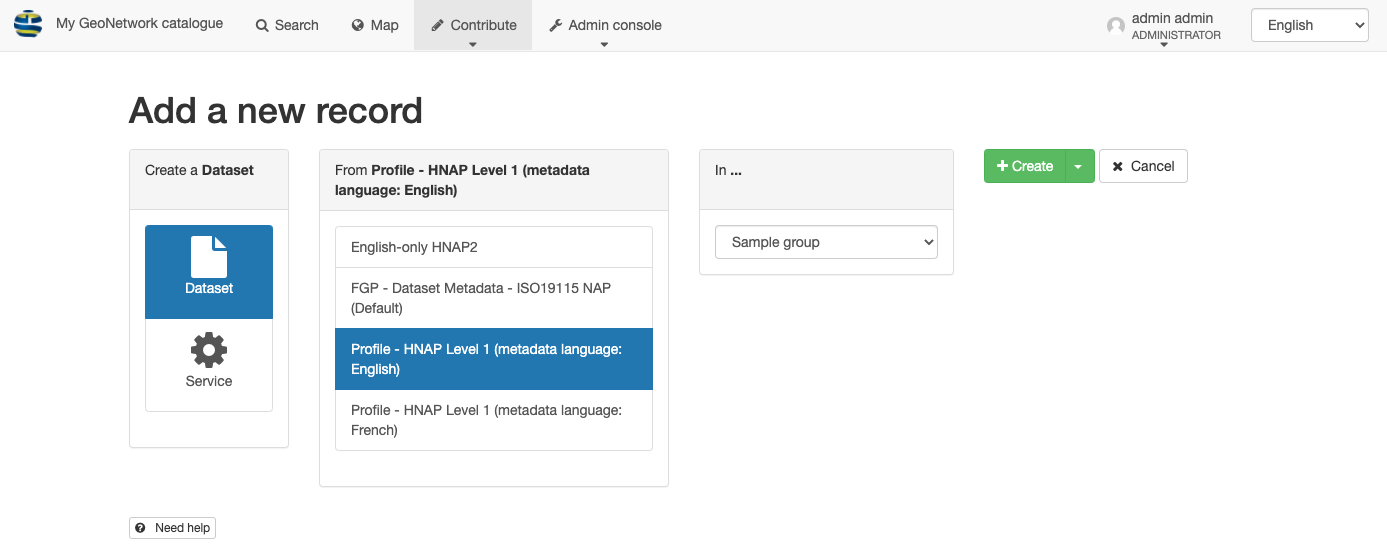 My GeoNetwork catalogue
Search
Map
Contribute
Admin console
admin admin
ADMINISTRATOR
English
Add a new record
Create a Dataset
Dataset
Service
From Profile - HNAP Level 1 (metadata
language: English)
English-only HNAP2
FGP - Dataset Metadata - ISO19115 NAP
(Default)
Profile - HNAP Level 1 (metadata language:
English)
Profile - HNAP Level 1 (metadata language:
French)
In ...
Sample group
Create
Cancel
Need help